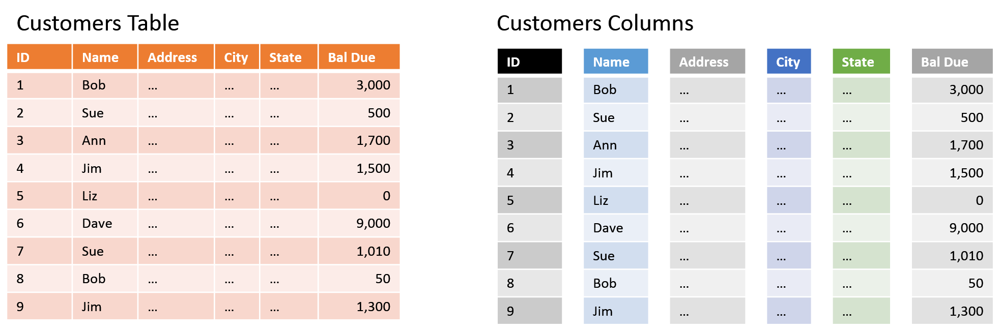 Customers Table
ID Name Address City State Bal Due
1 Bob ... ... ... 3,000
2 Sue ... ... ... 500
3 Ann ... ... ... 1,700
4 Jim ... ... ... 1,500
5 Liz ... ... ... 0
6 Dave ... ... ... 9,000
7 Sue ... ... ... 1,010
8 Bob ... ... ... 50
9 Jim ... ... ... 1,300
Customers Columns
ID Name Address City State Bal Due
1 Bob ... ... ... 3,000
2 Sue ... ... ... 500
3 Ann ... ... ... 1,700
4 Jim ... ... ... 1,500
5 Liz ... ... ... 0
6 Dave ... ... ... 9,000
7 Sue ... ... ... 1,010
8 Bob ... ... ... 50
9 Jim ... ... ... 1,300